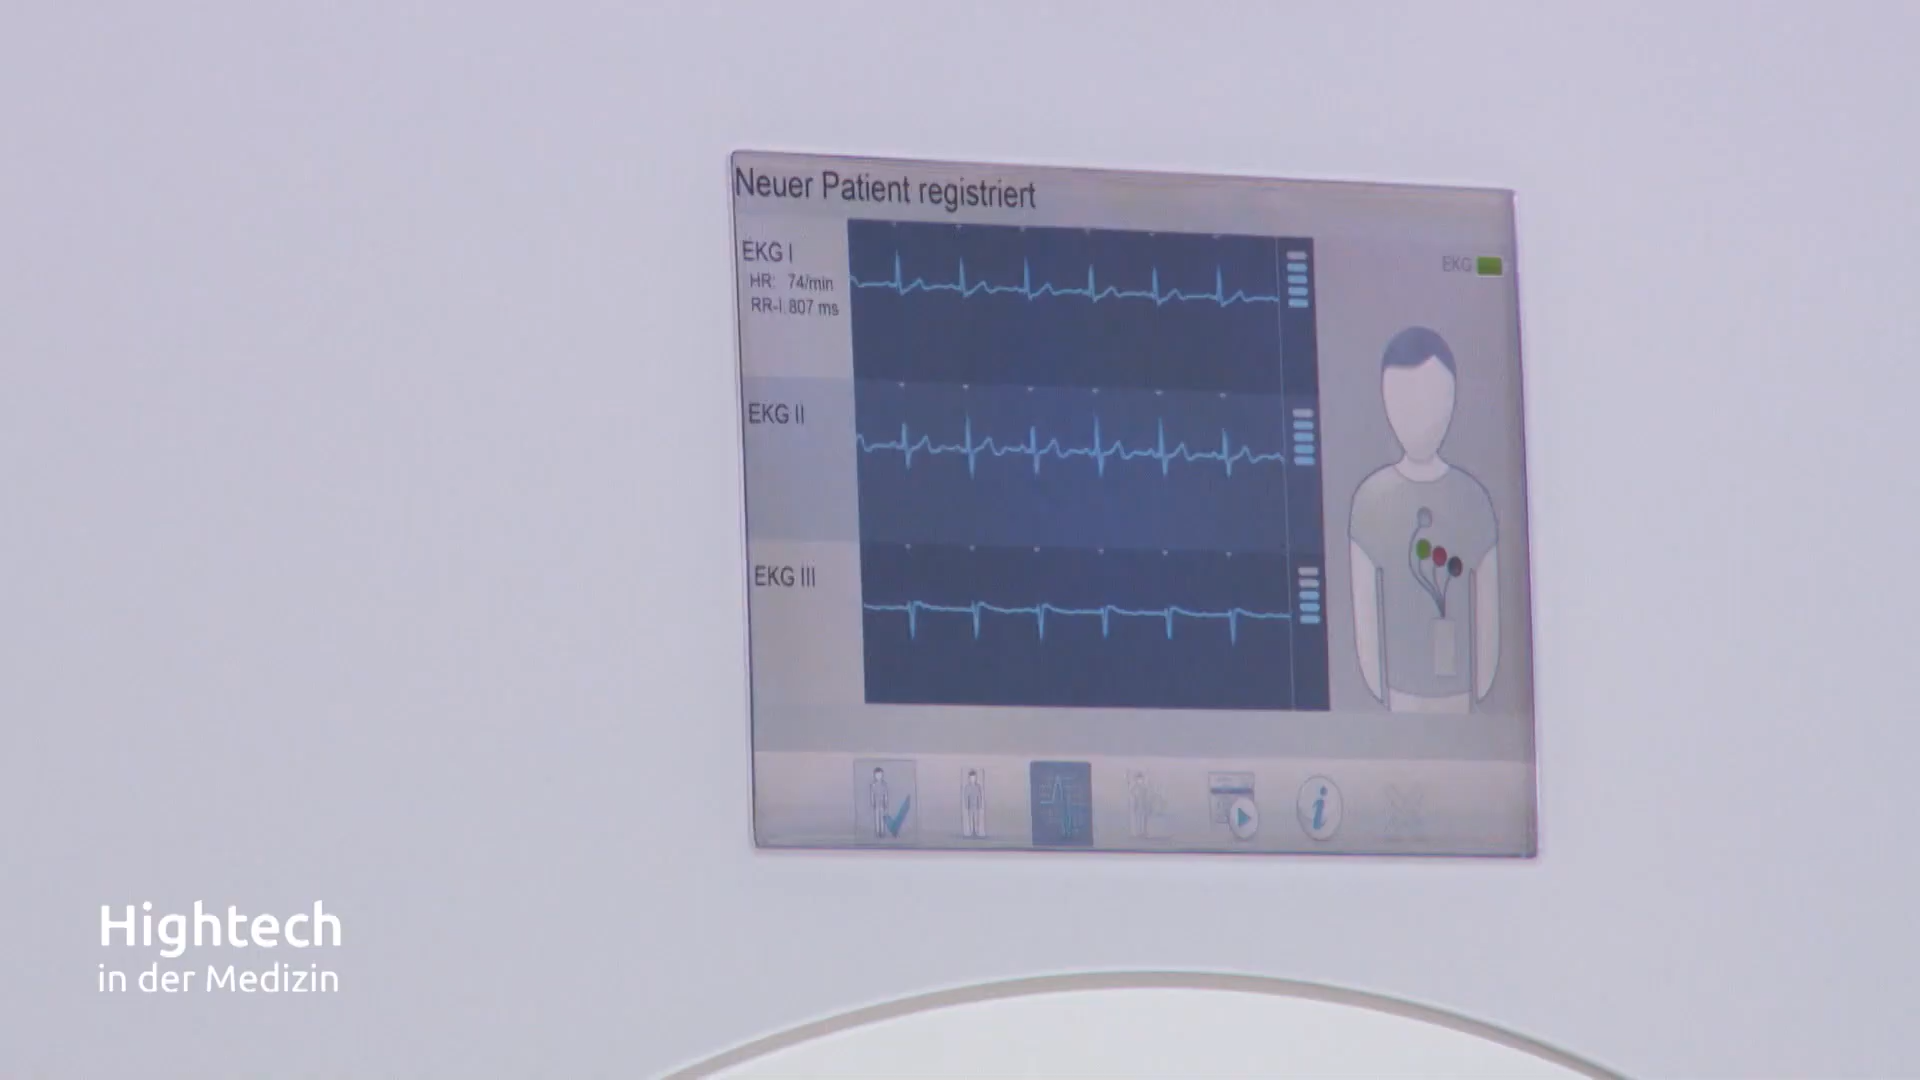 Neuer Patient registriert
EKG I
HR: 74/min
RR-I: 807 ms
EKG
EKG II
EKG III
i
Hightech
in der Medizin